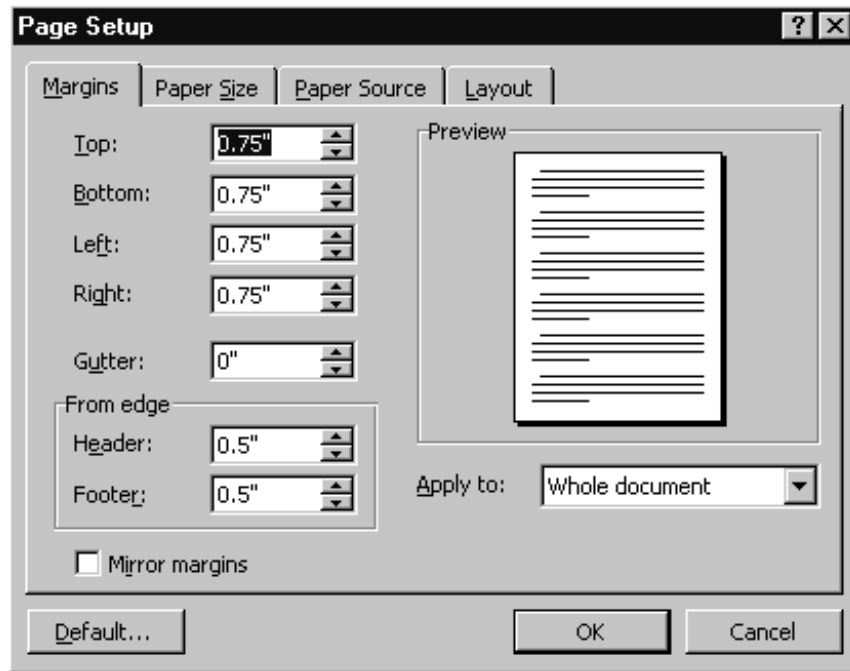 Page Setup
Margins Paper Size Paper Source Layout
Top: 0.75"
Bottom: 0.75"
Left: 0.75"
Right: 0.75"
Gutter: 0"
From edge
Header: 0.5"
Footer: 0.5"
Mirror margins
Preview
Apply to: Whole document
Default... OK Cancel